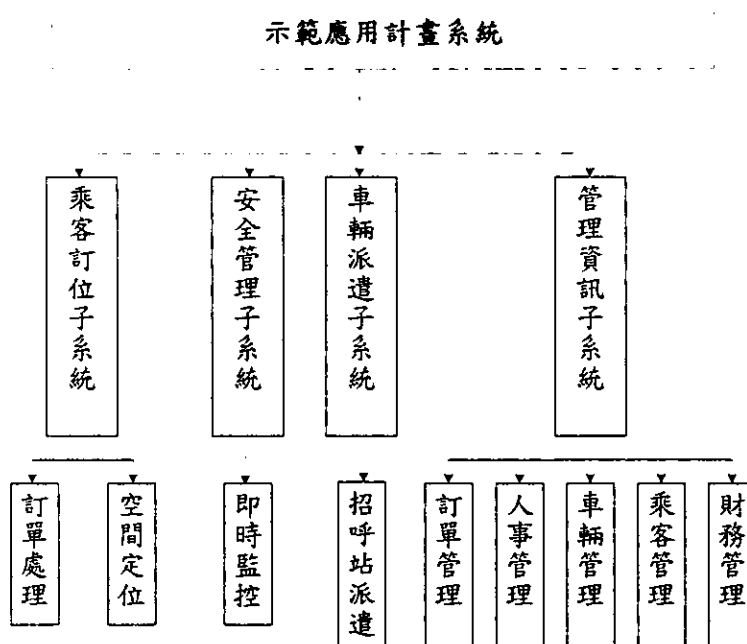 示範應用計畫系統
乘客訂位子系統
安全管理子系統
車輛派遣子系統
管理資訊子系統
訂單處理
空間定位
即時監控
招呼站派遣
訂單管理
人事管理
車輛管理
乘客管理
財務管理